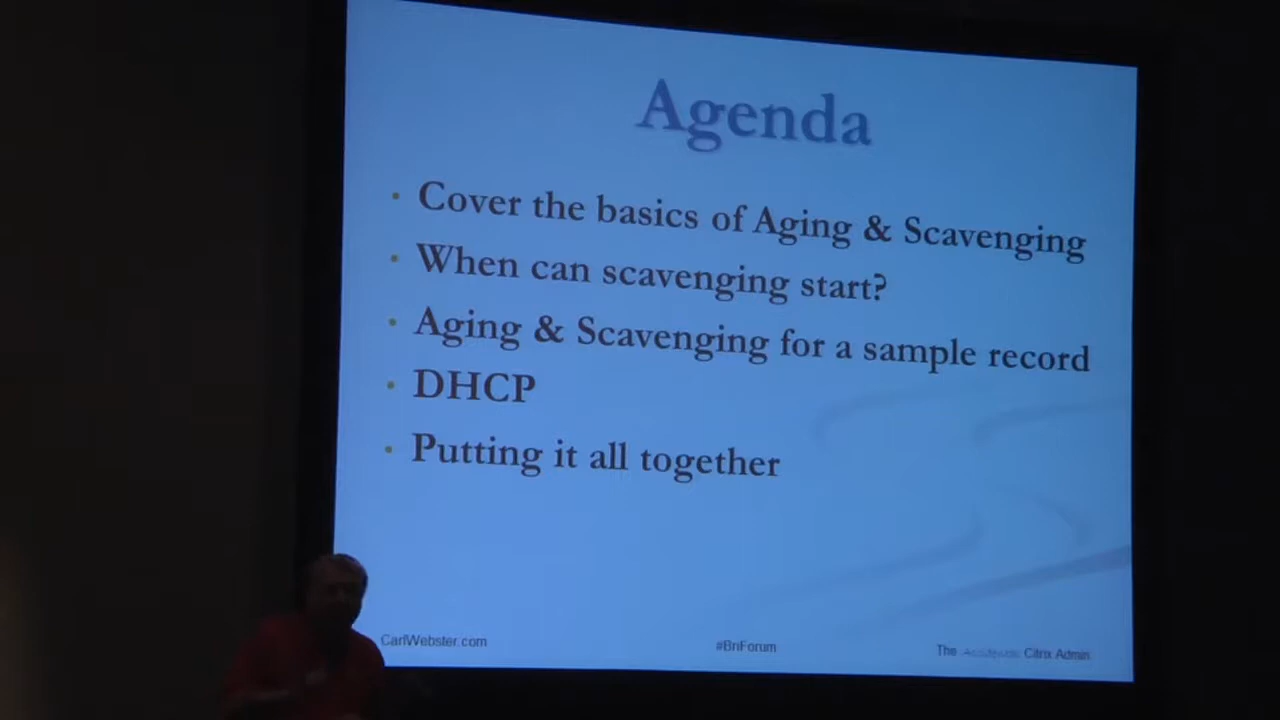 Agenda
• Cover the basics of Aging & Scavenging
• When can scavenging start?
• Aging & Scavenging for a sample record
• DHCP
• Putting it all together
CarlWebster.com
#BnForum
The Citrix Admin